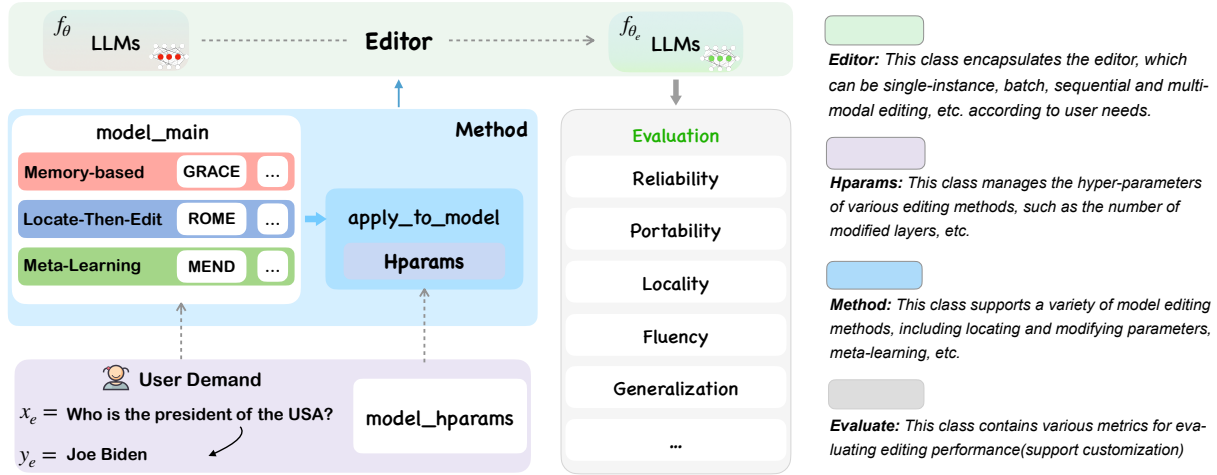 f_θ
LLMs
Editor
f_{θ_e}
LLMs
Method
model_main
Memory-based
GRACE
...
Locate-Then-Edit
ROME
...
Meta-Learning
MEND
...
apply_to_model
Hparams
User Demand
x_e = Who is the president of the USA?
y_e = Joe Biden
model_hparams
Evaluation
Reliability
Portability
Locality
Fluency
Generalization
...
Editor: This class encapsulates the editor, which
can be single-instance, batch, sequential and multi-
modal editing, etc. according to user needs.
Hparams: This class manages the hyper-parameters
of various editing methods, such as the number of
modified layers, etc.
Method: This class supports a variety of model editing
methods, including locating and modifying parameters,
meta-learning, etc.
Evaluate: This class contains various metrics for eva-
luating editing performance(support customization)